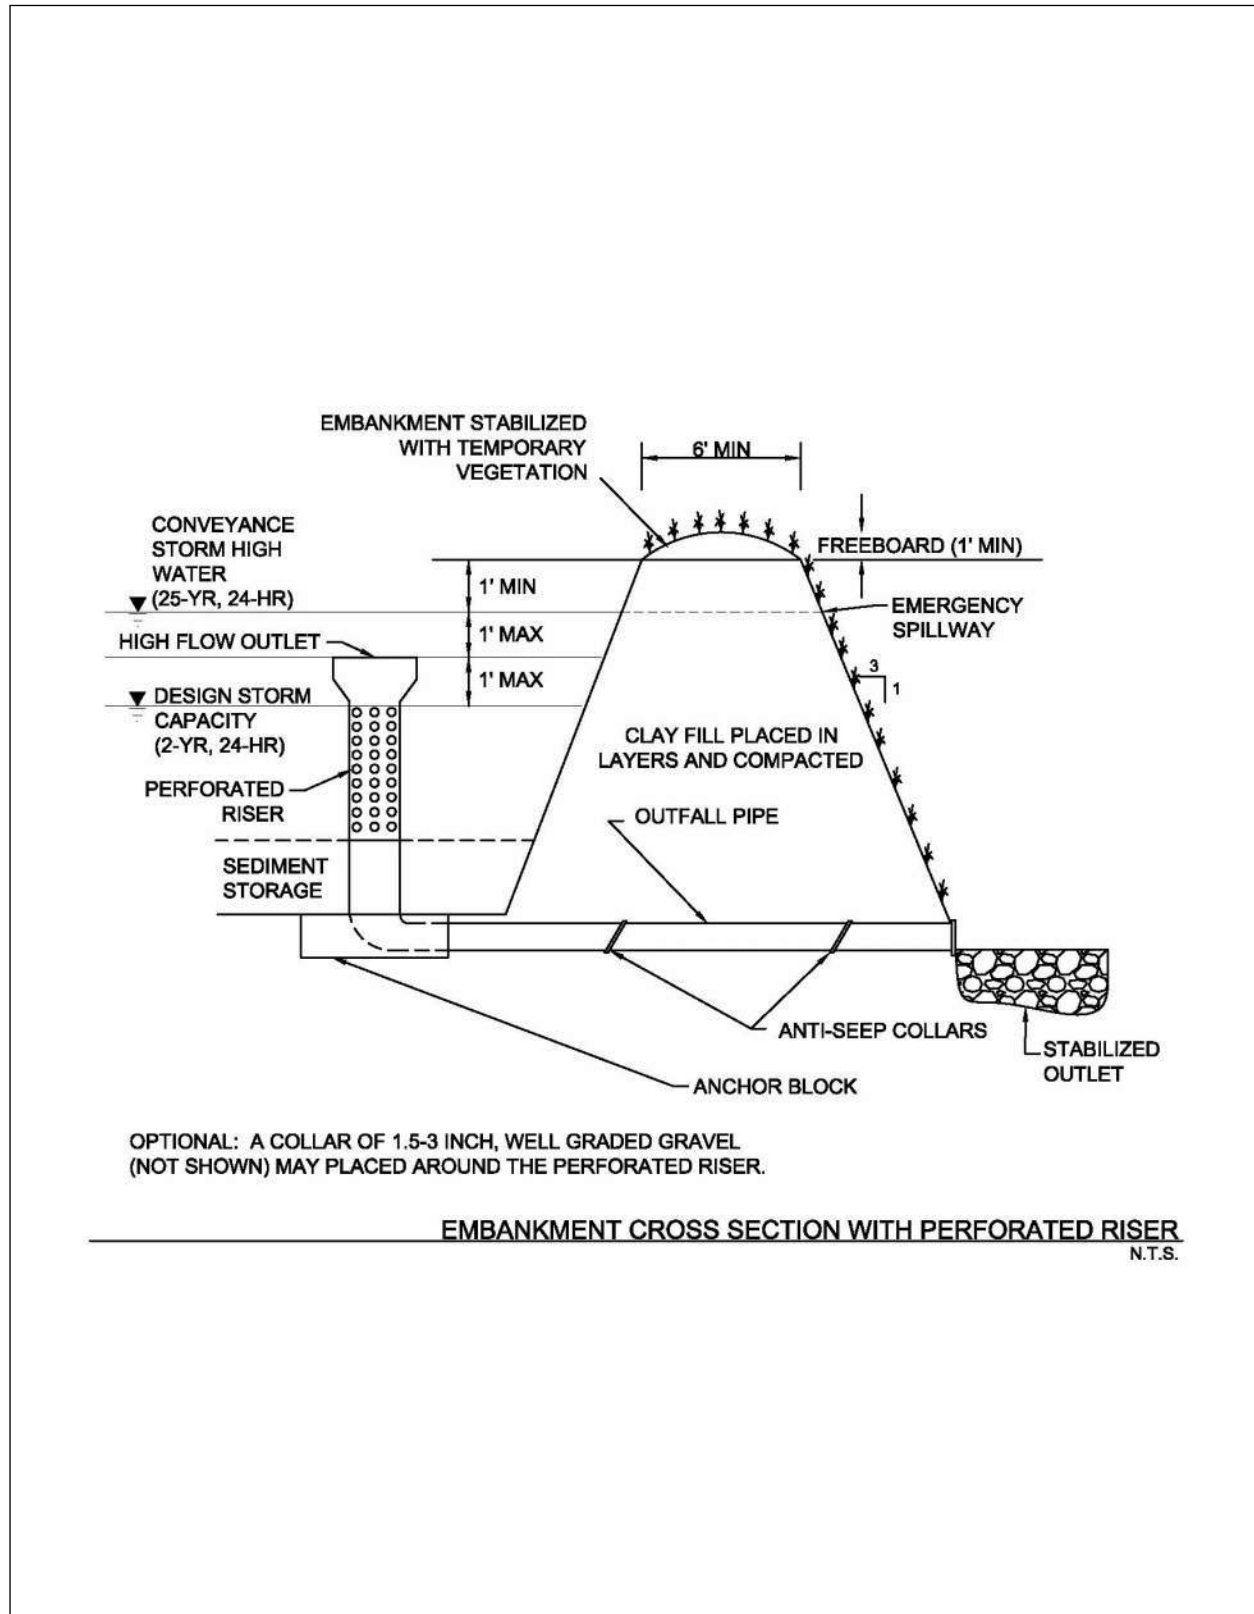 EMBANKMENT STABILIZED
WITH TEMPORARY
VEGETATION
6' MIN
CONVEYANCE
STORM HIGH
WATER
(25-YR, 24-HR)
FREEBOARD (1' MIN)
1' MIN
EMERGENCY
SPILLWAY
HIGH FLOW OUTLET
1' MAX
1' MAX
3
1
DESIGN STORM
CAPACITY
(2-YR, 24-HR)
CLAY FILL PLACED IN
LAYERS AND COMPACTED
PERFORATED
RISER
OUTFALL PIPE
SEDIMENT
STORAGE
ANTI-SEEP COLLARS
STABILIZED
OUTLET
ANCHOR BLOCK
OPTIONAL: A COLLAR OF 1.5-3 INCH, WELL GRADED GRAVEL
(NOT SHOWN) MAY PLACED AROUND THE PERFORATED RISER.
EMBANKMENT CROSS SECTION WITH PERFORATED RISER
N.T.S.